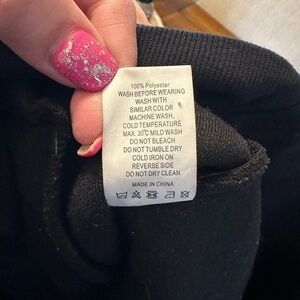 100% Polyester
WASH BEFORE WEARING
WASH WITH
SIMILAR COLOR
MACHINE WASH,
COLD TEMPERATURE
MAX. 30℃ MILD WASH
DO NOT BLEACH
DO NOT TUMBLE DRY
COLD IRON ON
REVERSE SIDE
DO NOT DRY CLEAN
MADE IN CHINA